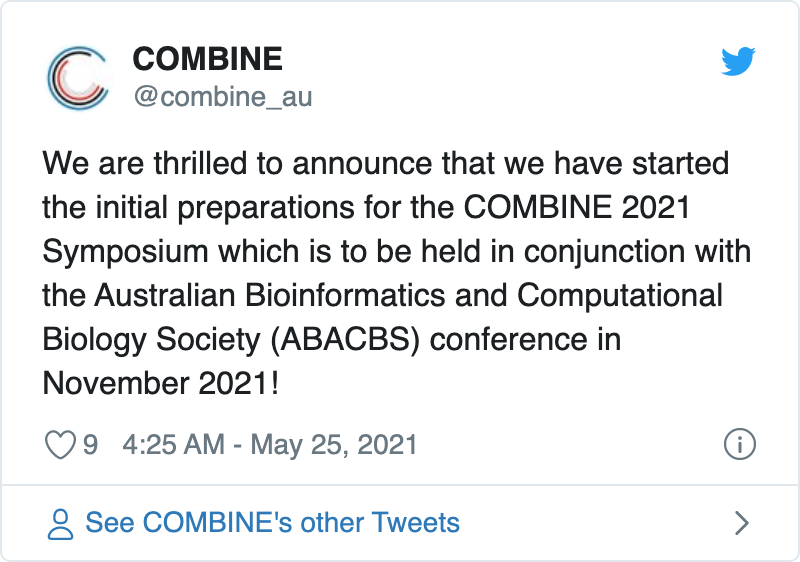 COMBINE
@combine_au
We are thrilled to announce that we have started
the initial preparations for the COMBINE 2021
Symposium which is to be held in conjunction with
the Australian Bioinformatics and Computational
Biology Society (ABACBS) conference in
November 2021!
9 4:25 AM - May 25, 2021
See COMBINE's other Tweets